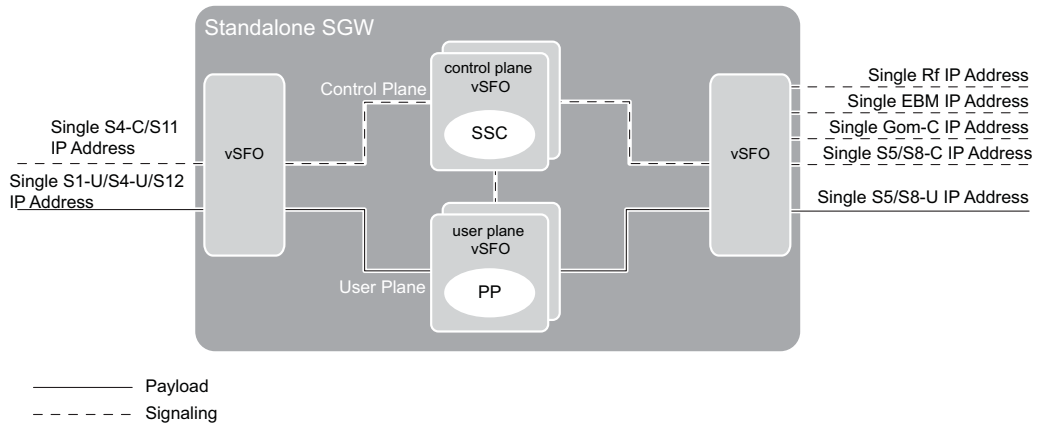 Standalone SGW
Control Plane
control plane
vSFO
SSC
Single S4-C/S11
IP Address
vSFO
Single S1-U/S4-U/S12
IP Address
user plane
vSFO
PP
User Plane
vSFO
Single Rf IP Address
Single EBM IP Address
Single Gom-C IP Address
Single S5/S8-C IP Address
Single S5/S8-U IP Address
Payload
Signaling